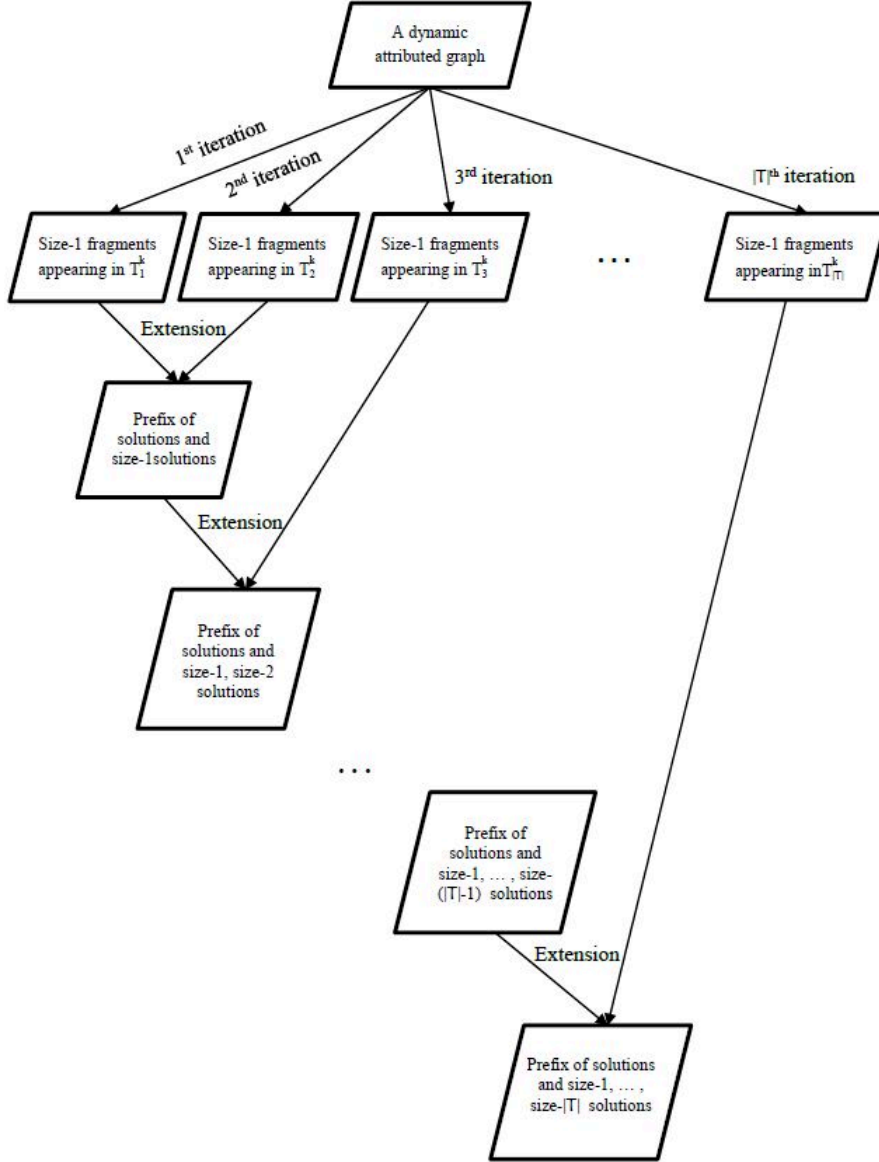 A dynamic
attributed graph
1st iteration
2nd iteration
3rd iteration
|T|th iteration
Size-1 fragments
appearing in T₁ᵏ
Size-1 fragments
appearing in T₂ᵏ
Size-1 fragments
appearing in T₃ᵏ
...
Size-1 fragments
appearing inT|T|ᵏ
Extension
Prefix of
solutions and
size-1solutions
Extension
Prefix of
solutions and
size-1, size-2
solutions
...
Prefix of
solutions and
size-1, ... , size-
(|T|-1) solutions
Extension
Prefix of solutions
and size-1, ... ,
size-|T| solutions